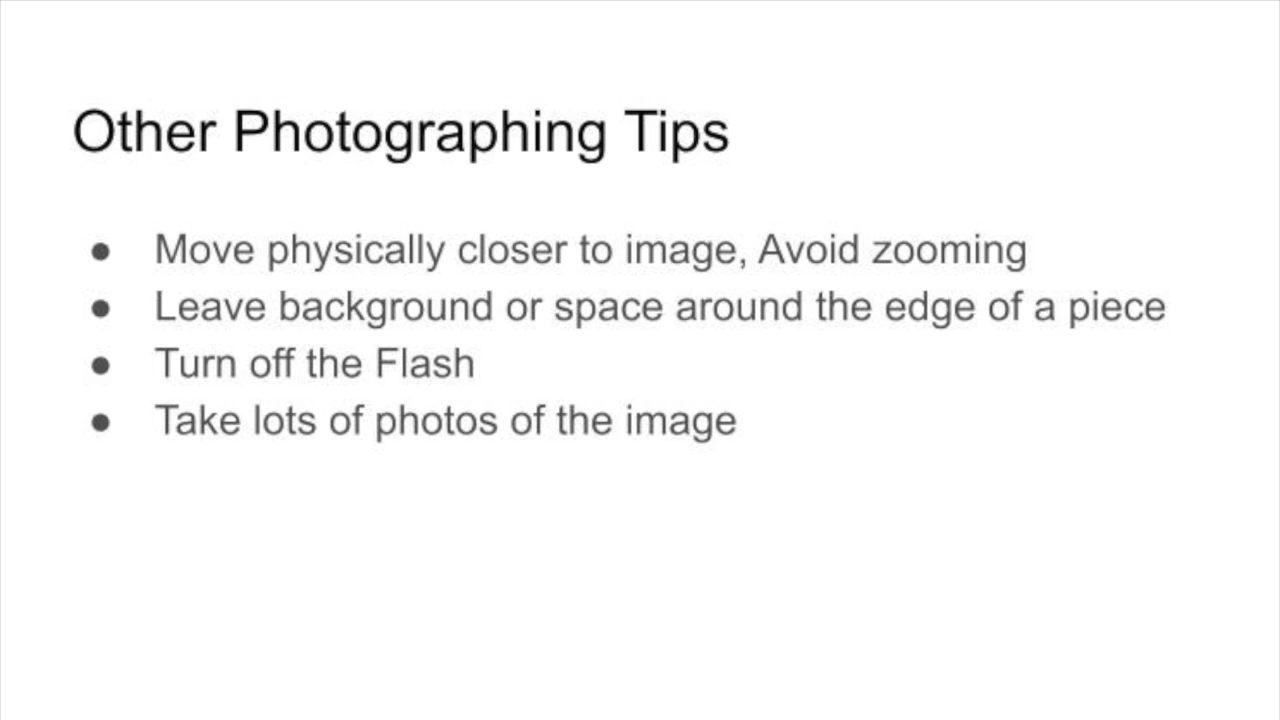 Other Photographing Tips
● Move physically closer to image, Avoid zooming
● Leave background or space around the edge of a piece
● Turn off the Flash
● Take lots of photos of the image